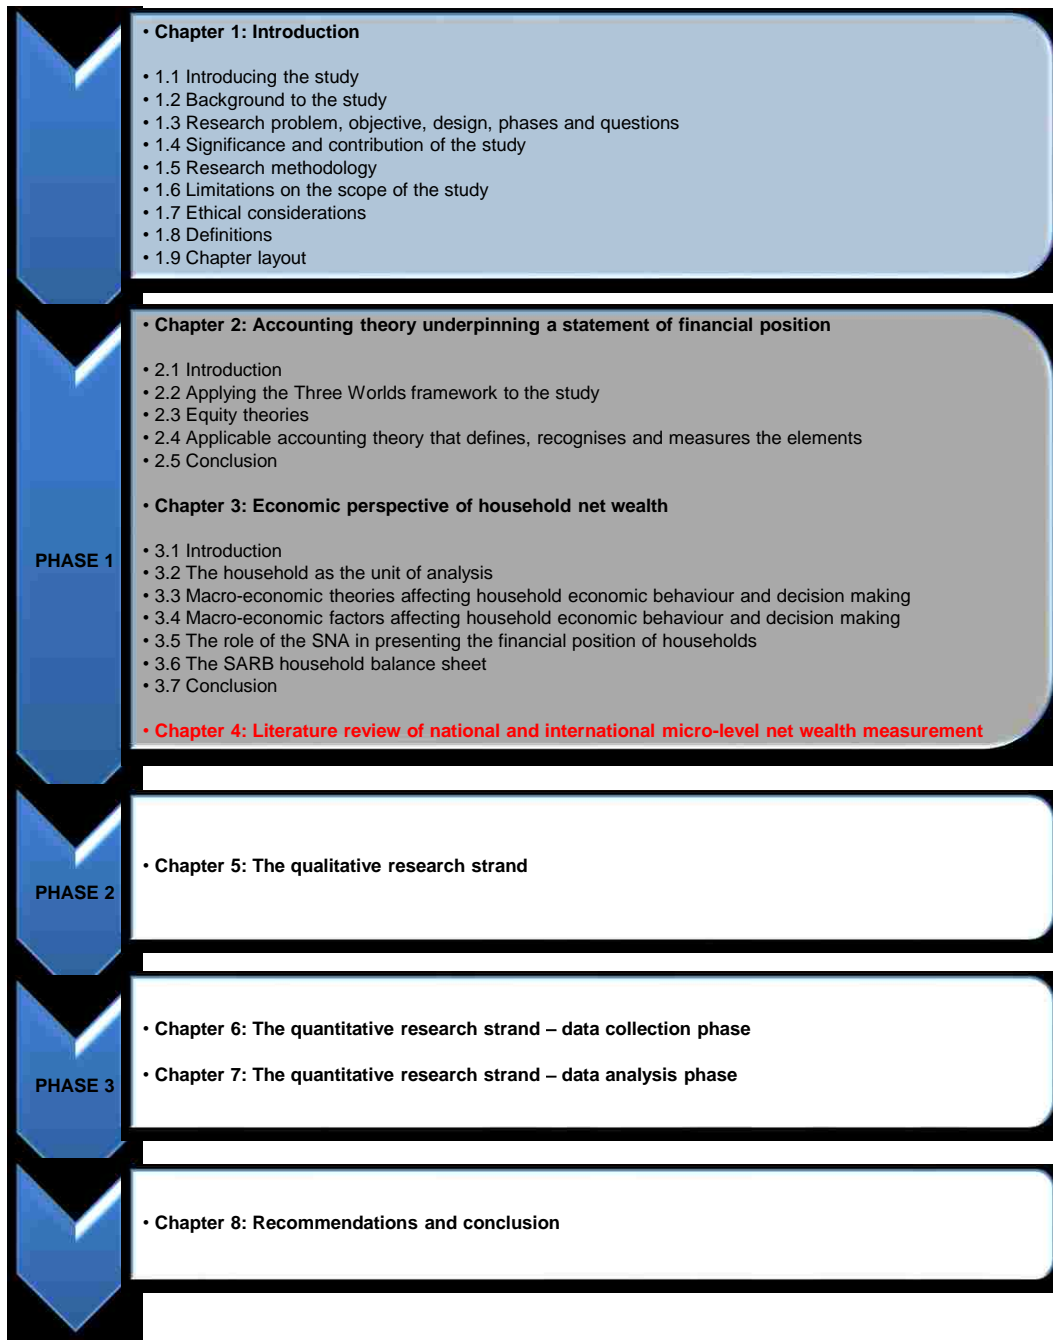 • Chapter 1: Introduction
• 1.1 Introducing the study
• 1.2 Background to the study
• 1.3 Research problem, objective, design, phases and questions
• 1.4 Significance and contribution of the study
• 1.5 Research methodology
• 1.6 Limitations on the scope of the study
• 1.7 Ethical considerations
• 1.8 Definitions
• 1.9 Chapter layout
PHASE 1
• Chapter 2: Accounting theory underpinning a statement of financial position
• 2.1 Introduction
• 2.2 Applying the Three Worlds framework to the study
• 2.3 Equity theories
• 2.4 Applicable accounting theory that defines, recognises and measures the elements
• 2.5 Conclusion
• Chapter 3: Economic perspective of household net wealth
• 3.1 Introduction
• 3.2 The household as the unit of analysis
• 3.3 Macro-economic theories affecting household economic behaviour and decision making
• 3.4 Macro-economic factors affecting household economic behaviour and decision making
• 3.5 The role of the SNA in presenting the financial position of households
• 3.6 The SARB household balance sheet
• 3.7 Conclusion
• Chapter 4: Literature review of national and international micro-level net wealth measurement
PHASE 2
• Chapter 5: The qualitative research strand
PHASE 3
• Chapter 6: The quantitative research strand – data collection phase
• Chapter 7: The quantitative research strand – data analysis phase
• Chapter 8: Recommendations and conclusion